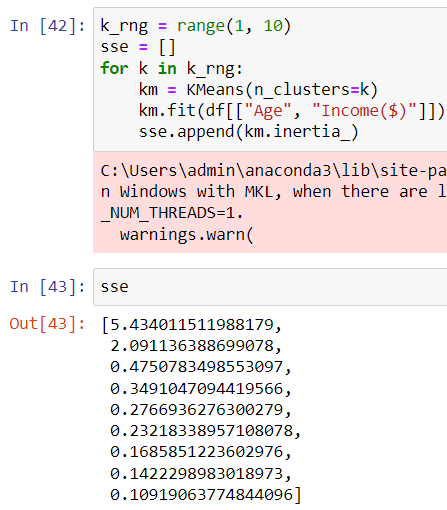 In [42]: k_rng = range(1, 10)
sse = []
for k in k_rng:
    km = KMeans(n_clusters=k)
    km.fit(df[["Age", "Income($)"]])
    sse.append(km.inertia_)
C:\Users\admin\anaconda3\lib\site-pa
n Windows with MKL, when there are l
_NUM_THREADS=1.
  warnings.warn(
In [43]: sse
Out[43]: [5.434011511988179,
 2.091136388699078,
 0.4750783498553097,
 0.3491047094419566,
 0.2766936276300279,
 0.23218338957108078,
 0.1685851223602976,
 0.1422298983018973,
 0.10919063774844096]